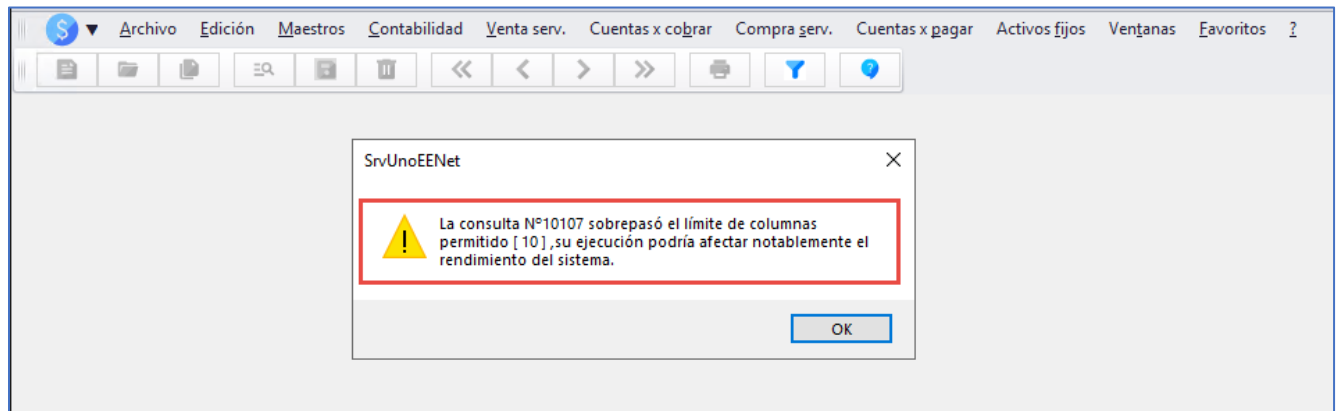 Archivo Edición Maestros Contabilidad Venta serv. Cuentas x cobrar Compra serv. Cuentas x pagar Activos fijos Ventanas Favoritos ?
SrvUnoEENet
La consulta Nº10107 sobrepasó el límite de columnas
permitido [ 10 ] ,su ejecución podría afectar notablemente el
rendimiento del sistema.
OK